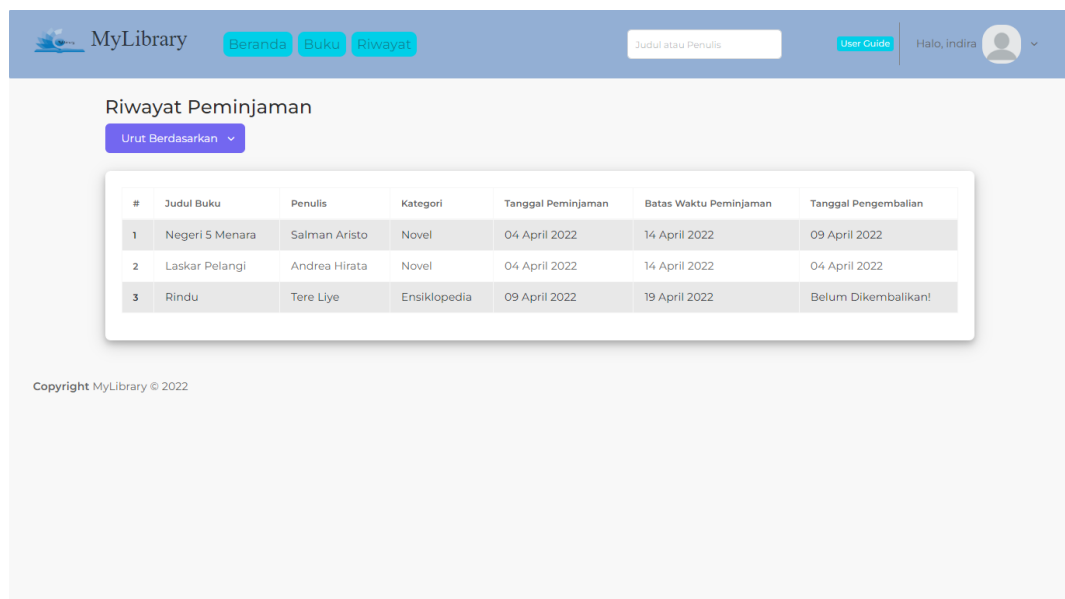 MyLibrary Beranda Buku Riwayat Judul atau Penulis User Guide Halo, indira
Riwayat Peminjaman
Urut Berdasarkan
# Judul Buku Penulis Kategori Tanggal Peminjaman Batas Waktu Peminjaman Tanggal Pengembalian
1 Negeri 5 Menara Salman Aristo Novel 04 April 2022 14 April 2022 09 April 2022
2 Laskar Pelangi Andrea Hirata Novel 04 April 2022 14 April 2022 04 April 2022
3 Rindu Tere Liye Ensiklopedia 09 April 2022 19 April 2022 Belum Dikembalikan!
Copyright MyLibrary © 2022